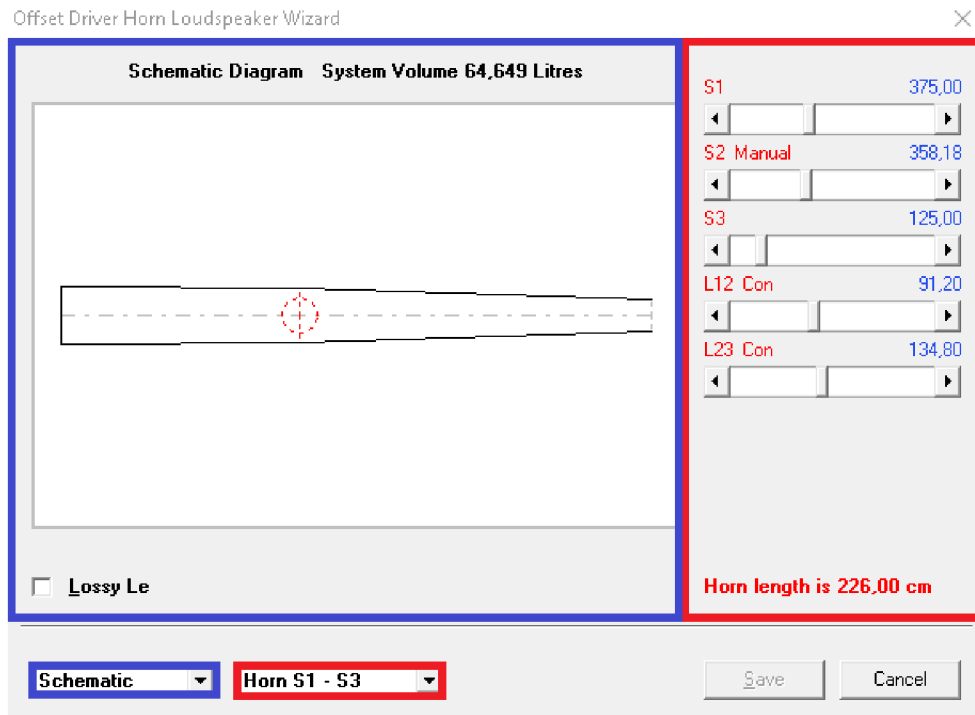 Offset Driver Horn Loudspeaker Wizard
Schematic Diagram System Volume 64,649 Litres
Lossy Le
S1 375,00
S2 Manual 358,18
S3 125,00
L12 Con 91,20
L23 Con 134,80
Horn length is 226,00 cm
Schematic Horn S1 - S3 Save Cancel